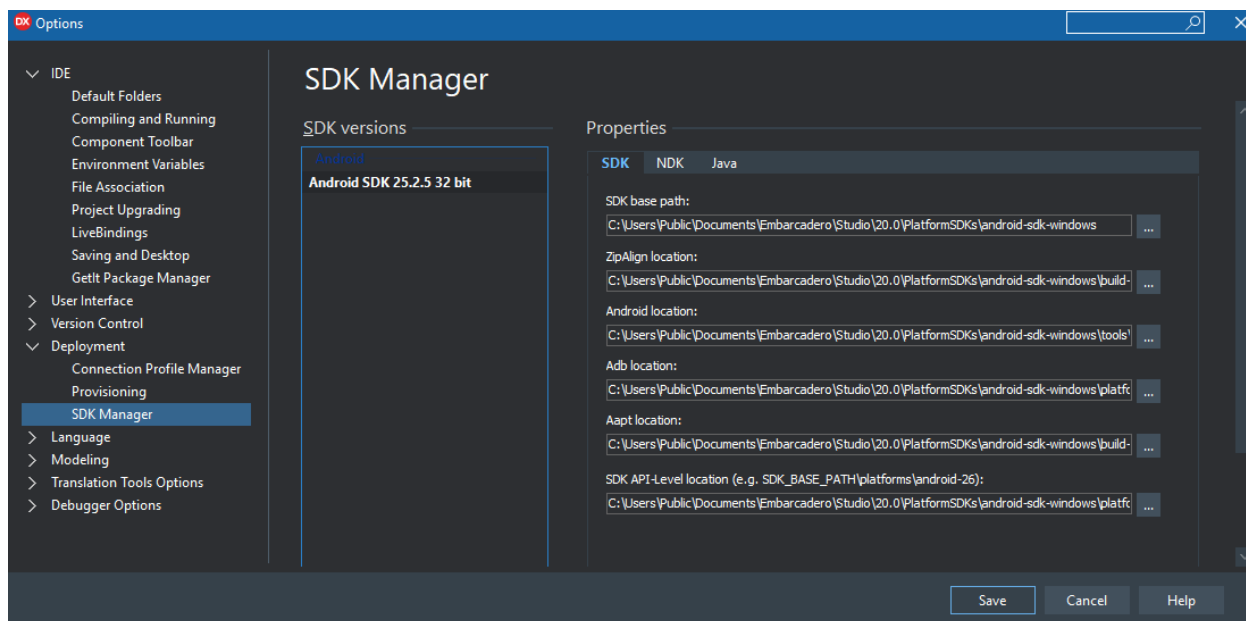 DX Options
IDE
Default Folders
Compiling and Running
Component Toolbar
Environment Variables
File Association
Project Upgrading
LiveBindings
Saving and Desktop
GetIt Package Manager
User Interface
Version Control
Deployment
Connection Profile Manager
Provisioning
SDK Manager
Language
Modeling
Translation Tools Options
Debugger Options
SDK Manager
SDK versions
Android
Android SDK 25.2.5 32 bit
Properties
SDK NDK Java
SDK base path:
C:\Users\Public\Documents\Embarcadero\Studio\20.0\PlatformSDKs\android-sdk-windows ...
ZipAlign location:
C:\Users\Public\Documents\Embarcadero\Studio\20.0\PlatformSDKs\android-sdk-windows\build- ...
Android location:
C:\Users\Public\Documents\Embarcadero\Studio\20.0\PlatformSDKs\android-sdk-windows\tools\ ...
Adb location:
C:\Users\Public\Documents\Embarcadero\Studio\20.0\PlatformSDKs\android-sdk-windows\platfo ...
Aapt location:
C:\Users\Public\Documents\Embarcadero\Studio\20.0\PlatformSDKs\android-sdk-windows\build- ...
SDK API-Level location (e.g. SDK_BASE_PATH\platforms\android-26):
C:\Users\Public\Documents\Embarcadero\Studio\20.0\PlatformSDKs\android-sdk-windows\platfo ...
Save Cancel Help